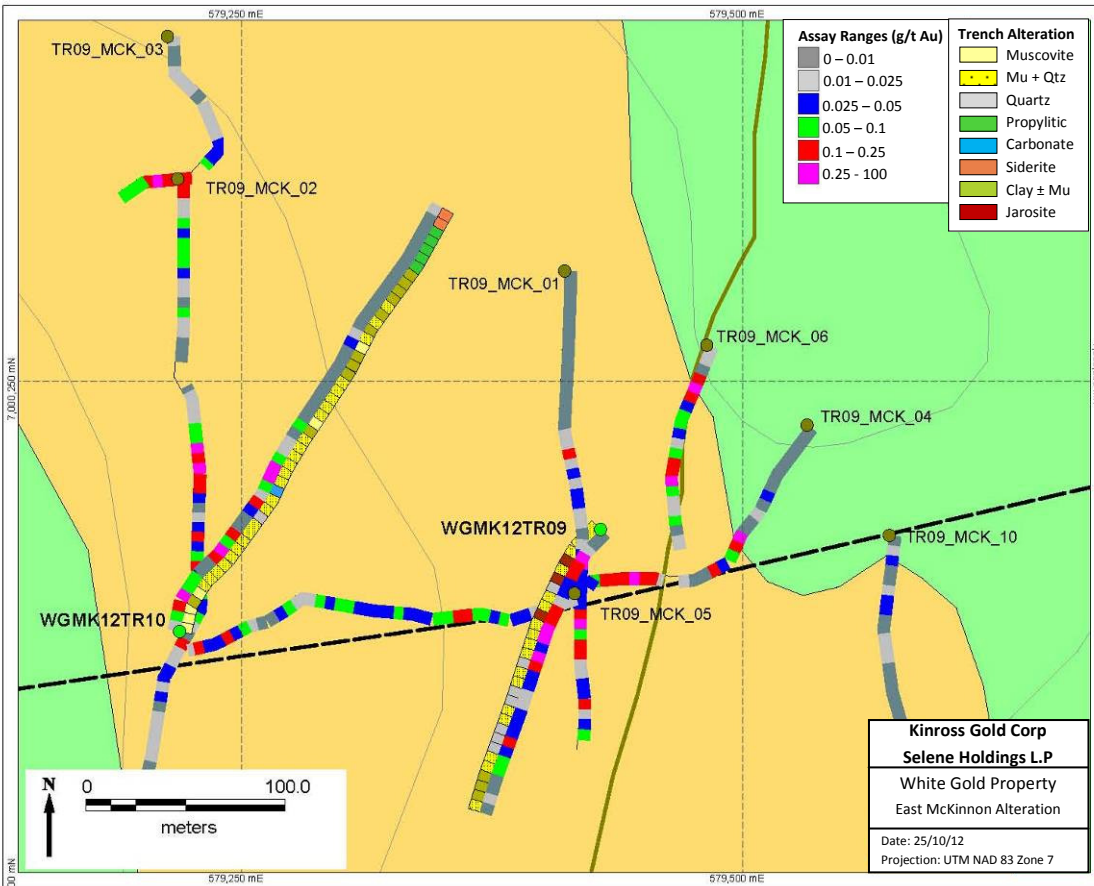 579,250 mE
579,500 mE
TR09_MCK_03
TR09_MCK_02
TR09_MCK_01
TR09_MCK_06
TR09_MCK_04
TR09_MCK_10
WGMK12TR09
TR09_MCK_05
WGMK12TR10
7,000,250 mN
Assay Ranges (g/t Au)
0 – 0.01
0.01 – 0.025
0.025 – 0.05
0.05 – 0.1
0.1 – 0.25
0.25 - 100
Trench Alteration
Muscovite
Mu + Qtz
Quartz
Propylitic
Carbonate
Siderite
Clay ± Mu
Jarosite
N
0 100.0
meters
Kinross Gold Corp
Selene Holdings L.P
White Gold Property
East McKinnon Alteration
Date: 25/10/12
Projection: UTM NAD 83 Zone 7
00 mN
579,250 mE
579,500 mE